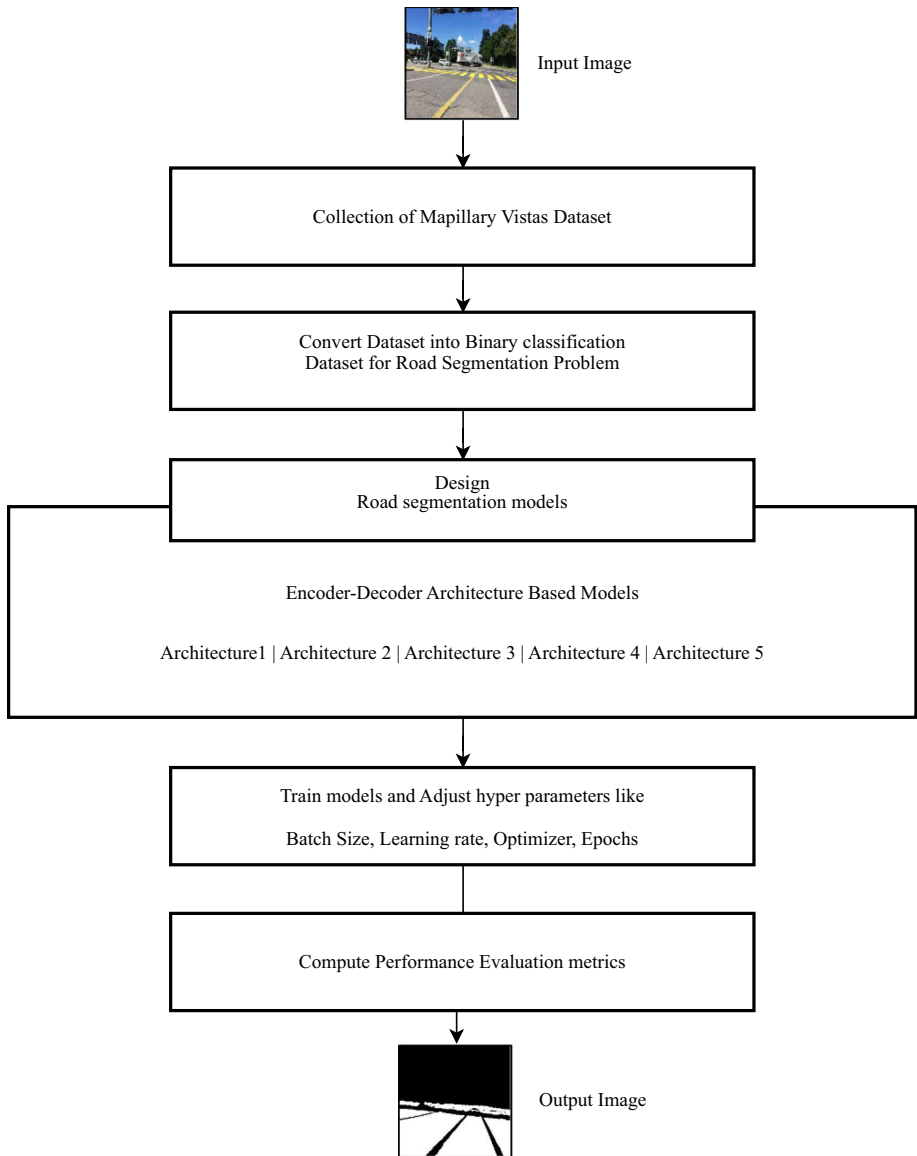 Input Image
Collection of Mapillary Vistas Dataset
Convert Dataset into Binary classification
Dataset for Road Segmentation Problem
Design
Road segmentation models
Encoder-Decoder Architecture Based Models
Architecture1 | Architecture 2 | Architecture 3 | Architecture 4 | Architecture 5
Train models and Adjust hyper parameters like
Batch Size, Learning rate, Optimizer, Epochs
Compute Performance Evaluation metrics
Output Image